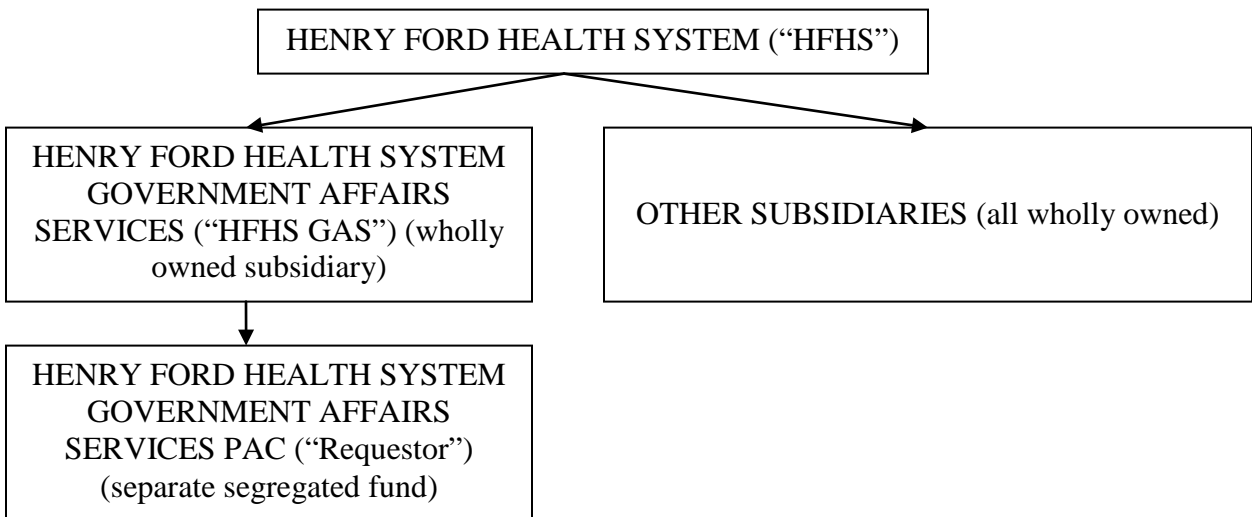 HENRY FORD HEALTH SYSTEM (“HFHS”)
HENRY FORD HEALTH SYSTEM
GOVERNMENT AFFAIRS
SERVICES (“HFHS GAS”) (wholly
owned subsidiary)
OTHER SUBSIDIARIES (all wholly owned)
HENRY FORD HEALTH SYSTEM
GOVERNMENT AFFAIRS
SERVICES PAC (“Requestor”)
(separate segregated fund)